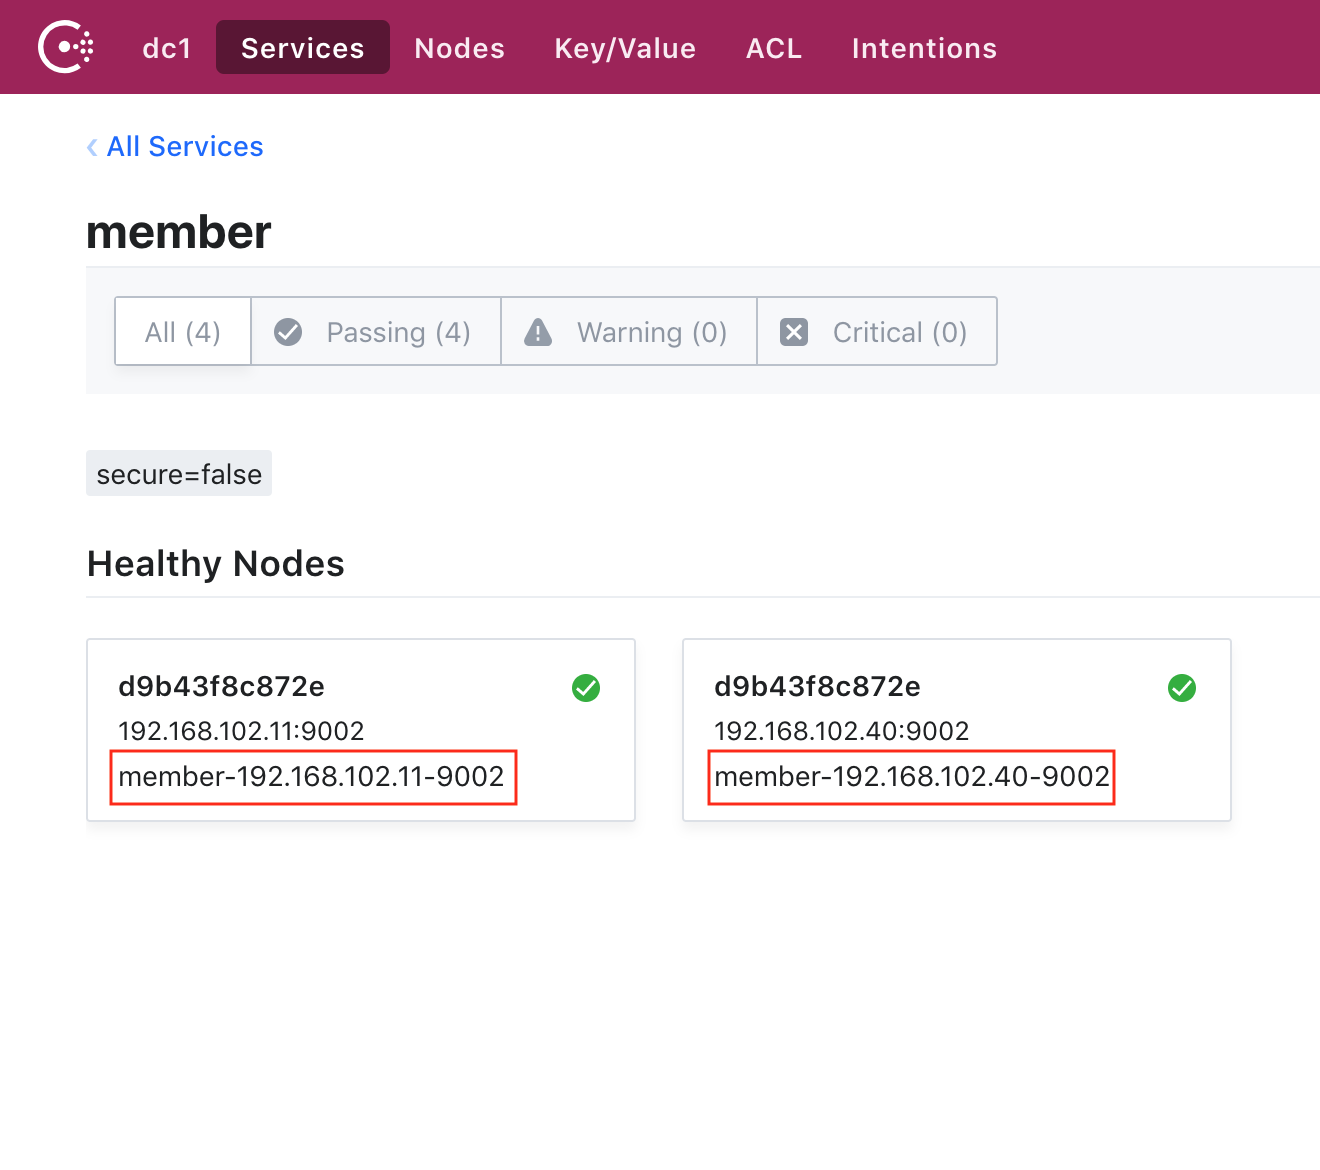 dc1 Services Nodes Key/Value ACL Intentions
‹ All Services
member
All (4) Passing (4) Warning (0) Critical (0)
secure=false
Healthy Nodes
d9b43f8c872e
192.168.102.11:9002
member-192.168.102.11-9002
d9b43f8c872e
192.168.102.40:9002
member-192.168.102.40-9002